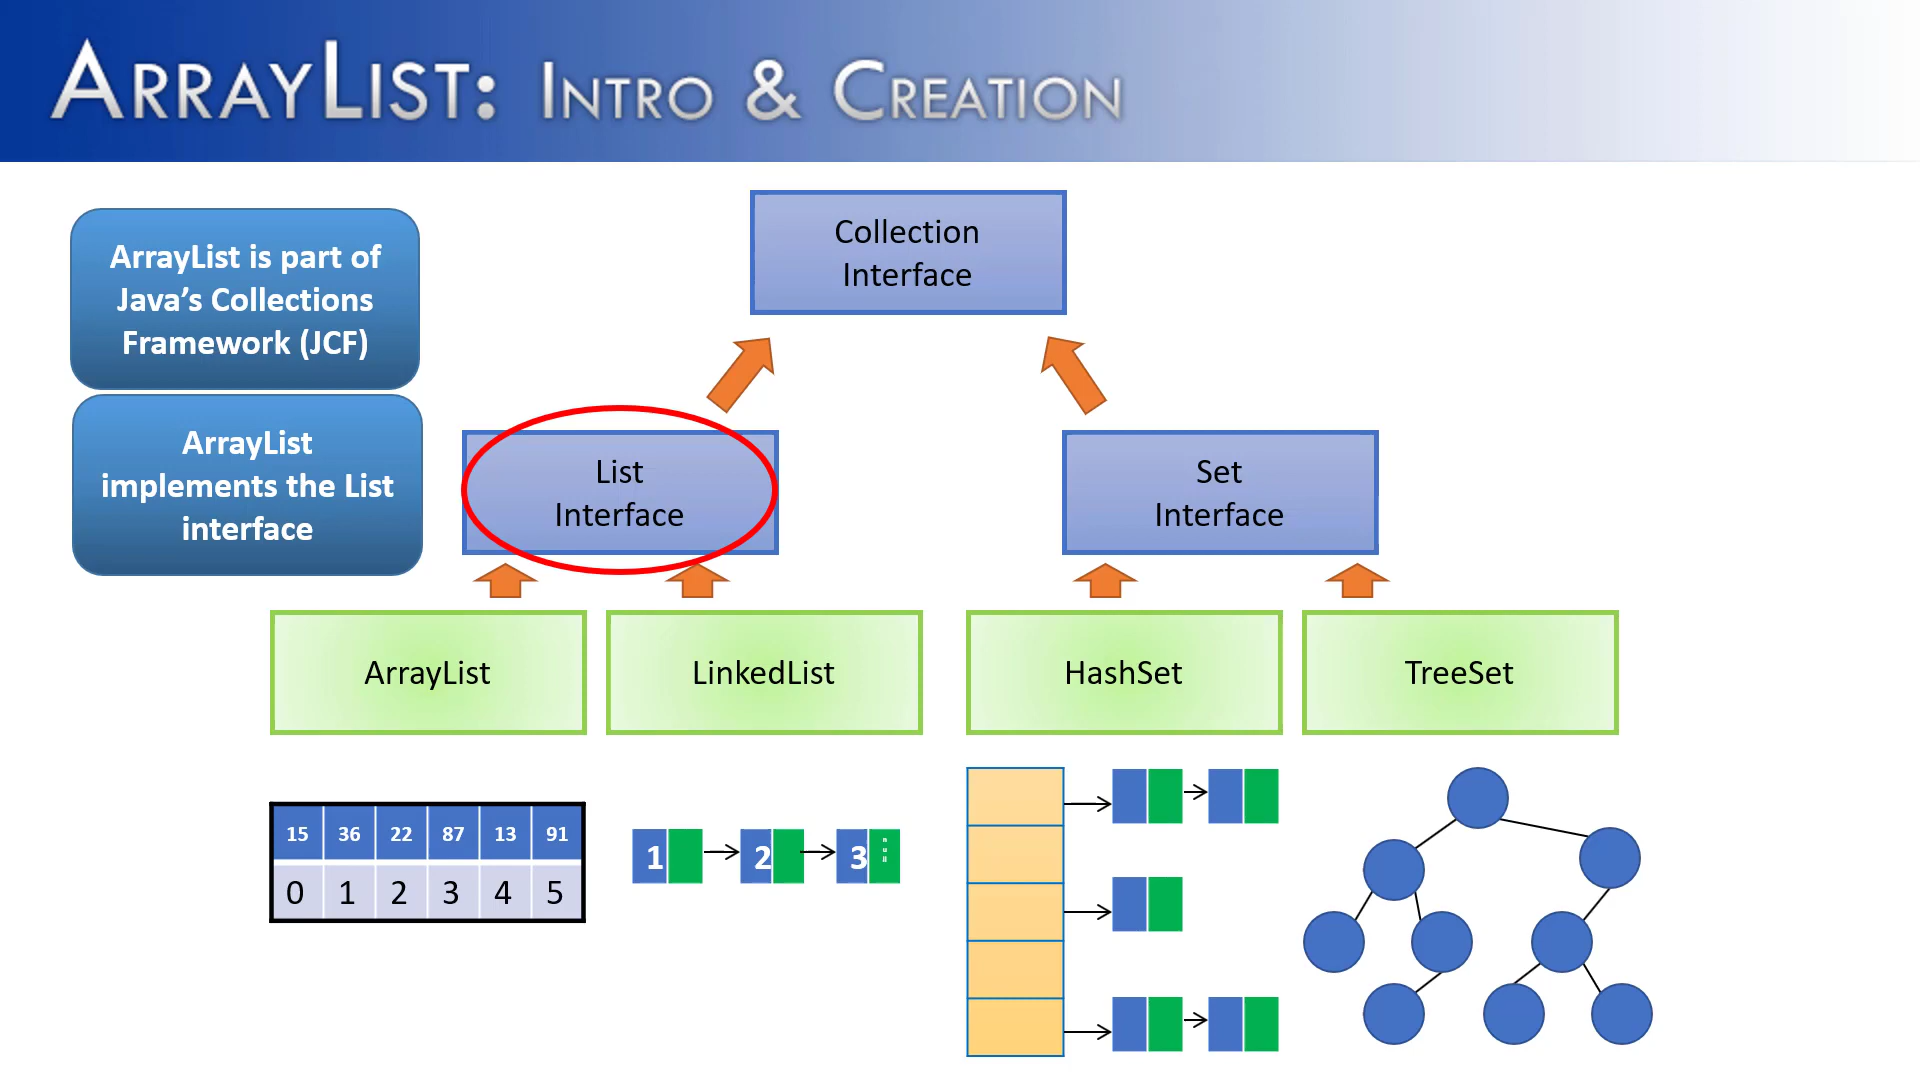 ArrayList: Intro & Creation
ArrayList is part of
Java’s Collections
Framework (JCF)
ArrayList
implements the List
interface
Collection
Interface
List
Interface
Set
Interface
ArrayList
LinkedList
HashSet
TreeSet
15 36 22 87 13 91
0 1 2 3 4 5
1 2 3